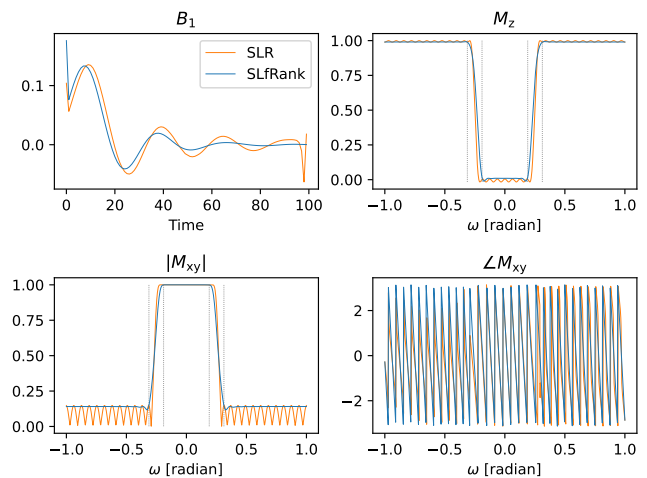 B1
0.1
0.0
0 20 40 60 80 100
Time
SLR
SLfRank
Mz
1.00
0.75
0.50
0.25
0.00
−1.0 −0.5 0.0 0.5 1.0
ω [radian]
|Mxy|
1.00
0.75
0.50
0.25
0.00
−1.0 −0.5 0.0 0.5 1.0
ω [radian]
∠Mxy
2
0
−2
−1.0 −0.5 0.0 0.5 1.0
ω [radian]